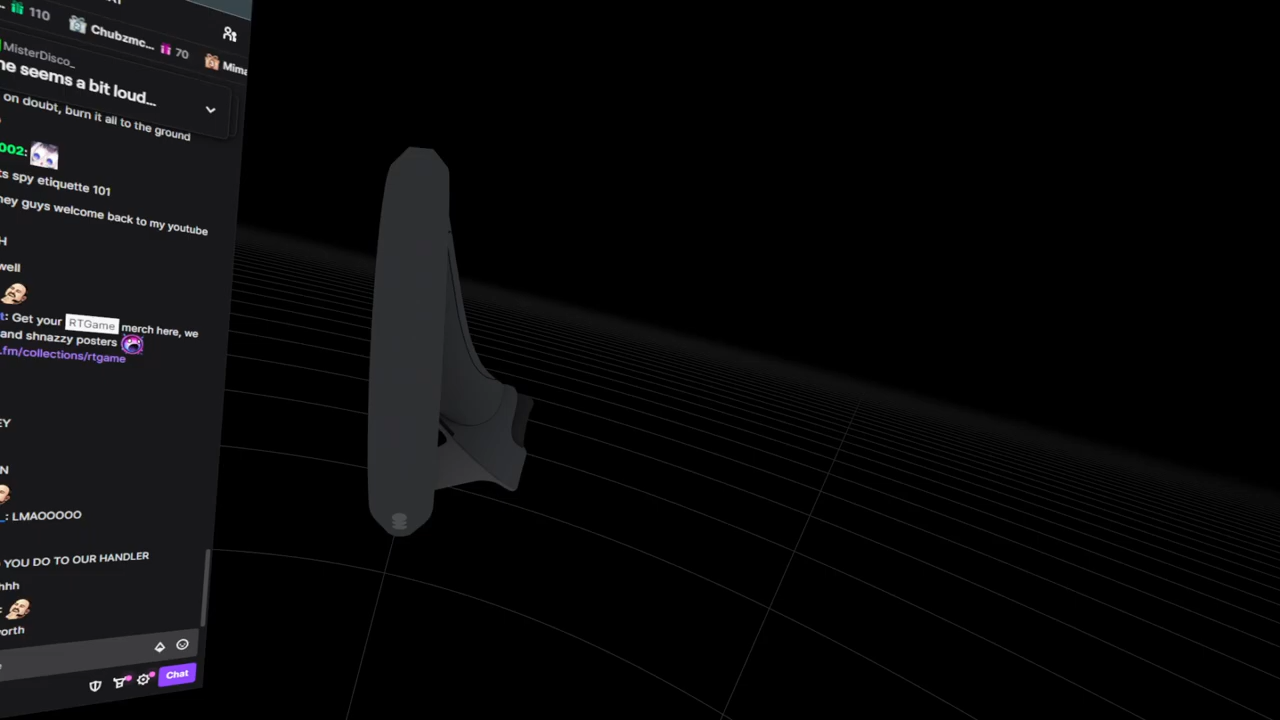 110
Chubzmc...
70
Mima
MisterDisco_
ne seems a bit loud...
on doubt, burn it all to the ground
002:
ts spy etiquette 101
hey guys welcome back to my youtube
H
well
t: Get your RTGame merch here, we
and shnazzy posters
.fm/collections/rtgame
EY
N
_: LMAOOOOO
YOU DO TO OUR HANDLER
hhh
:
orth
Chat